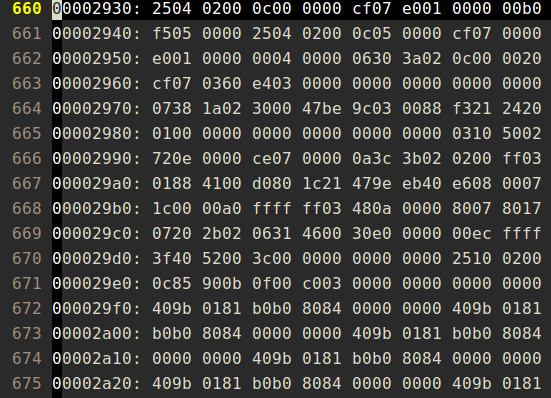 660 00002930: 2504 0200 0c00 0000 cf07 e001 0000 00b0
661 00002940: f505 0000 2504 0200 0c05 0000 cf07 0000
662 00002950: e001 0000 0004 0000 0630 3a02 0c00 0020
663 00002960: cf07 0360 e403 0000 0000 0000 0000 0000
664 00002970: 0738 1a02 3000 47be 9c03 0088 f321 2420
665 00002980: 0100 0000 0000 0000 0000 0000 0310 5002
666 00002990: 720e 0000 ce07 0000 0a3c 3b02 0200 ff03
667 000029a0: 0188 4100 d080 1c21 479e eb40 e608 0007
668 000029b0: 1c00 00a0 ffff ff03 480a 0000 8007 8017
669 000029c0: 0720 2b02 0631 4600 30e0 0000 00ec ffff
670 000029d0: 3f40 5200 3c00 0000 0000 0000 2510 0200
671 000029e0: 0c85 900b 0f00 c003 0000 0000 0000 0000
672 000029f0: 409b 0181 b0b0 8084 0000 0000 409b 0181
673 00002a00: b0b0 8084 0000 0000 409b 0181 b0b0 8084
674 00002a10: 0000 0000 409b 0181 b0b0 8084 0000 0000
675 00002a20: 409b 0181 b0b0 8084 0000 0000 409b 0181